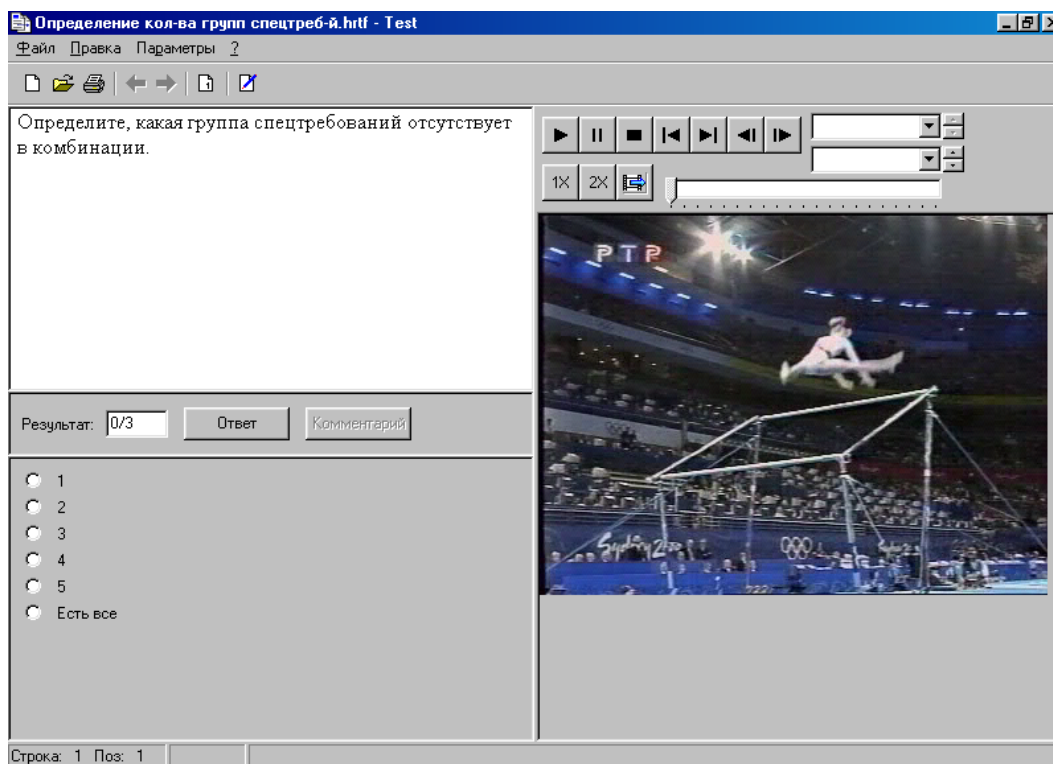 Определение кол-ва групп спецтреб-й.hrtf - Test
Файл Правка Параметры ?
Определите, какая группа спецтребований отсутствует
в комбинации.
1X 2X
РТР
Результат: 0/3 Ответ Комментарий
1
2
3
4
5
Есть все
Sydney 2000
Строка: 1 Поз: 1